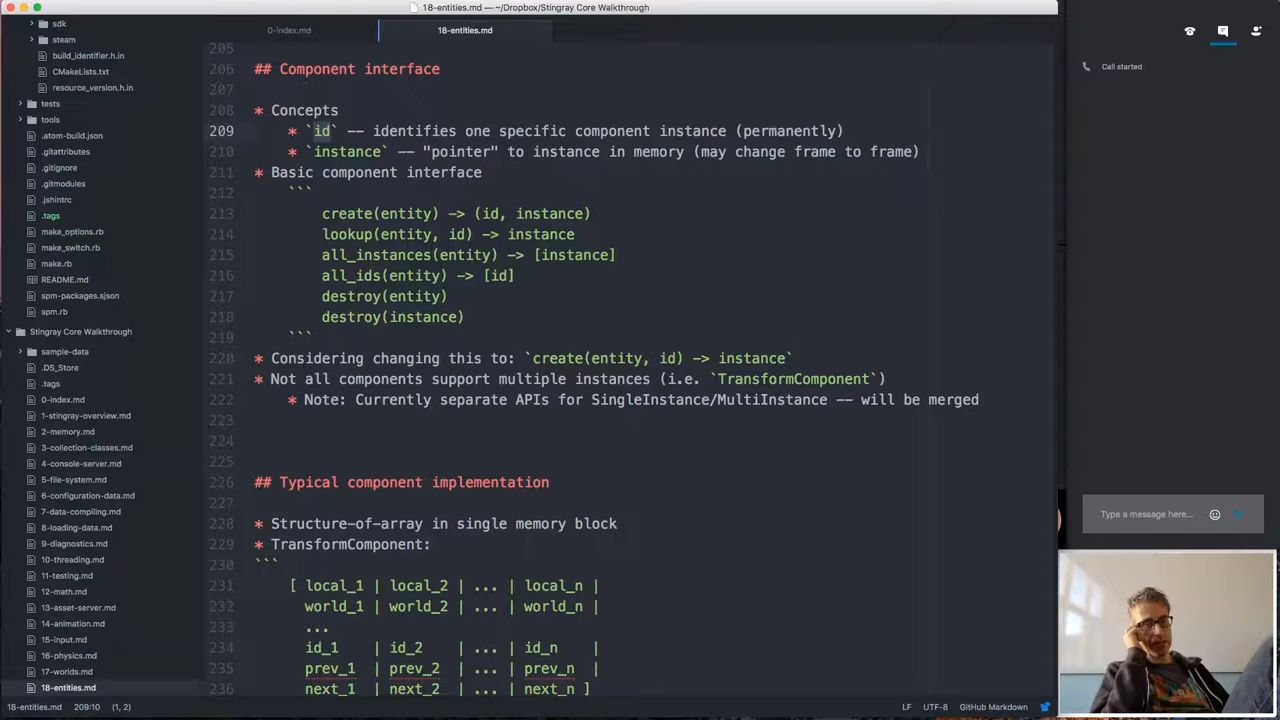 18-entities.md — ~/Dropbox/Stingray Core Walkthrough
0-index.md
18-entities.md
sdk
steam
build_identifier.h.in
CMakeLists.txt
resource_version.h.in
tests
tools
.atom-build.json
.gitattributes
.gitignore
.gitmodules
.jshintrc
.tags
make_options.rb
make_switch.rb
make.rb
README.md
spm-packages.sjson
spm.rb
Stingray Core Walkthrough
sample-data
.DS_Store
.tags
0-index.md
1-stingray-overview.md
2-memory.md
3-collection-classes.md
4-console-server.md
5-file-system.md
6-configuration-data.md
7-data-compiling.md
8-loading-data.md
9-diagnostics.md
10-threading.md
11-testing.md
12-math.md
13-asset-server.md
14-animation.md
15-input.md
16-physics.md
17-worlds.md
18-entities.md
205
206 ## Component interface
207
208 * Concepts
209 * `id` -- identifies one specific component instance (permanently)
210 * `instance` -- "pointer" to instance in memory (may change frame to frame)
211 * Basic component interface
212 ```
213 create(entity) -> (id, instance)
214 lookup(entity, id) -> instance
215 all_instances(entity) -> [instance]
216 all_ids(entity) -> [id]
217 destroy(entity)
218 destroy(instance)
219 ```
220 * Considering changing this to: `create(entity, id) -> instance`
221 * Not all components support multiple instances (i.e. `TransformComponent`)
222 * Note: Currently separate APIs for SingleInstance/MultiInstance -- will be merged
223
224
225
226 ## Typical component implementation
227
228 * Structure-of-array in single memory block
229 * TransformComponent:
230 ```
231 [ local_1 | local_2 | ... | local_n |
232 world_1 | world_2 | ... | world_n |
233 ...
234 id_1 | id_2 | ... | id_n |
235 prev_1 | prev_2 | ... | prev_n |
236 next_1 | next_2 | ... | next_n ]
18-entities.md 209:10 (1, 2)
LF UTF-8 GitHub Markdown
Call started
Type a message here...